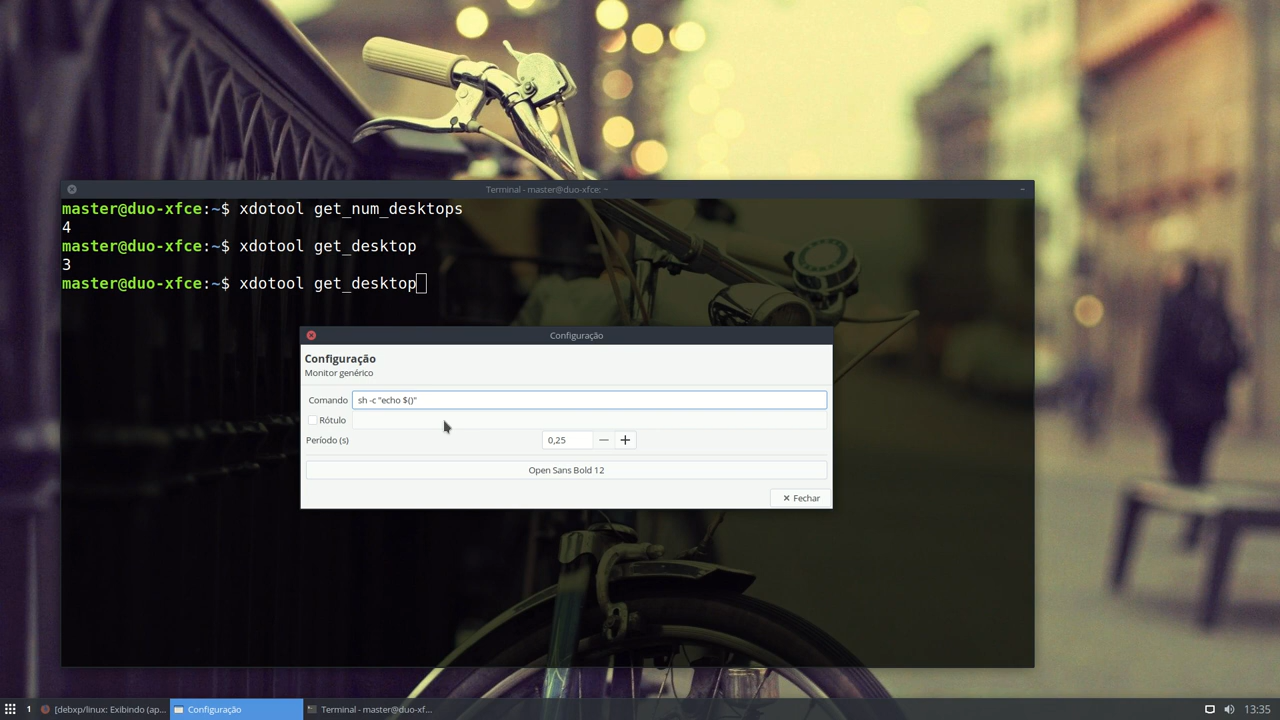 Terminal - master@duo-xfce: ~
master@duo-xfce:~$ xdotool get_num_desktops
4
master@duo-xfce:~$ xdotool get_desktop
3
master@duo-xfce:~$ xdotool get_desktop
Configuração
Configuração
Monitor genérico
Comando sh -c "echo $()"
Rótulo
Período (s) 0,25
Open Sans Bold 12
Fechar
1 [debxp/linux: Exibindo (ap... Configuração Terminal - master@duo-xf... 13:35